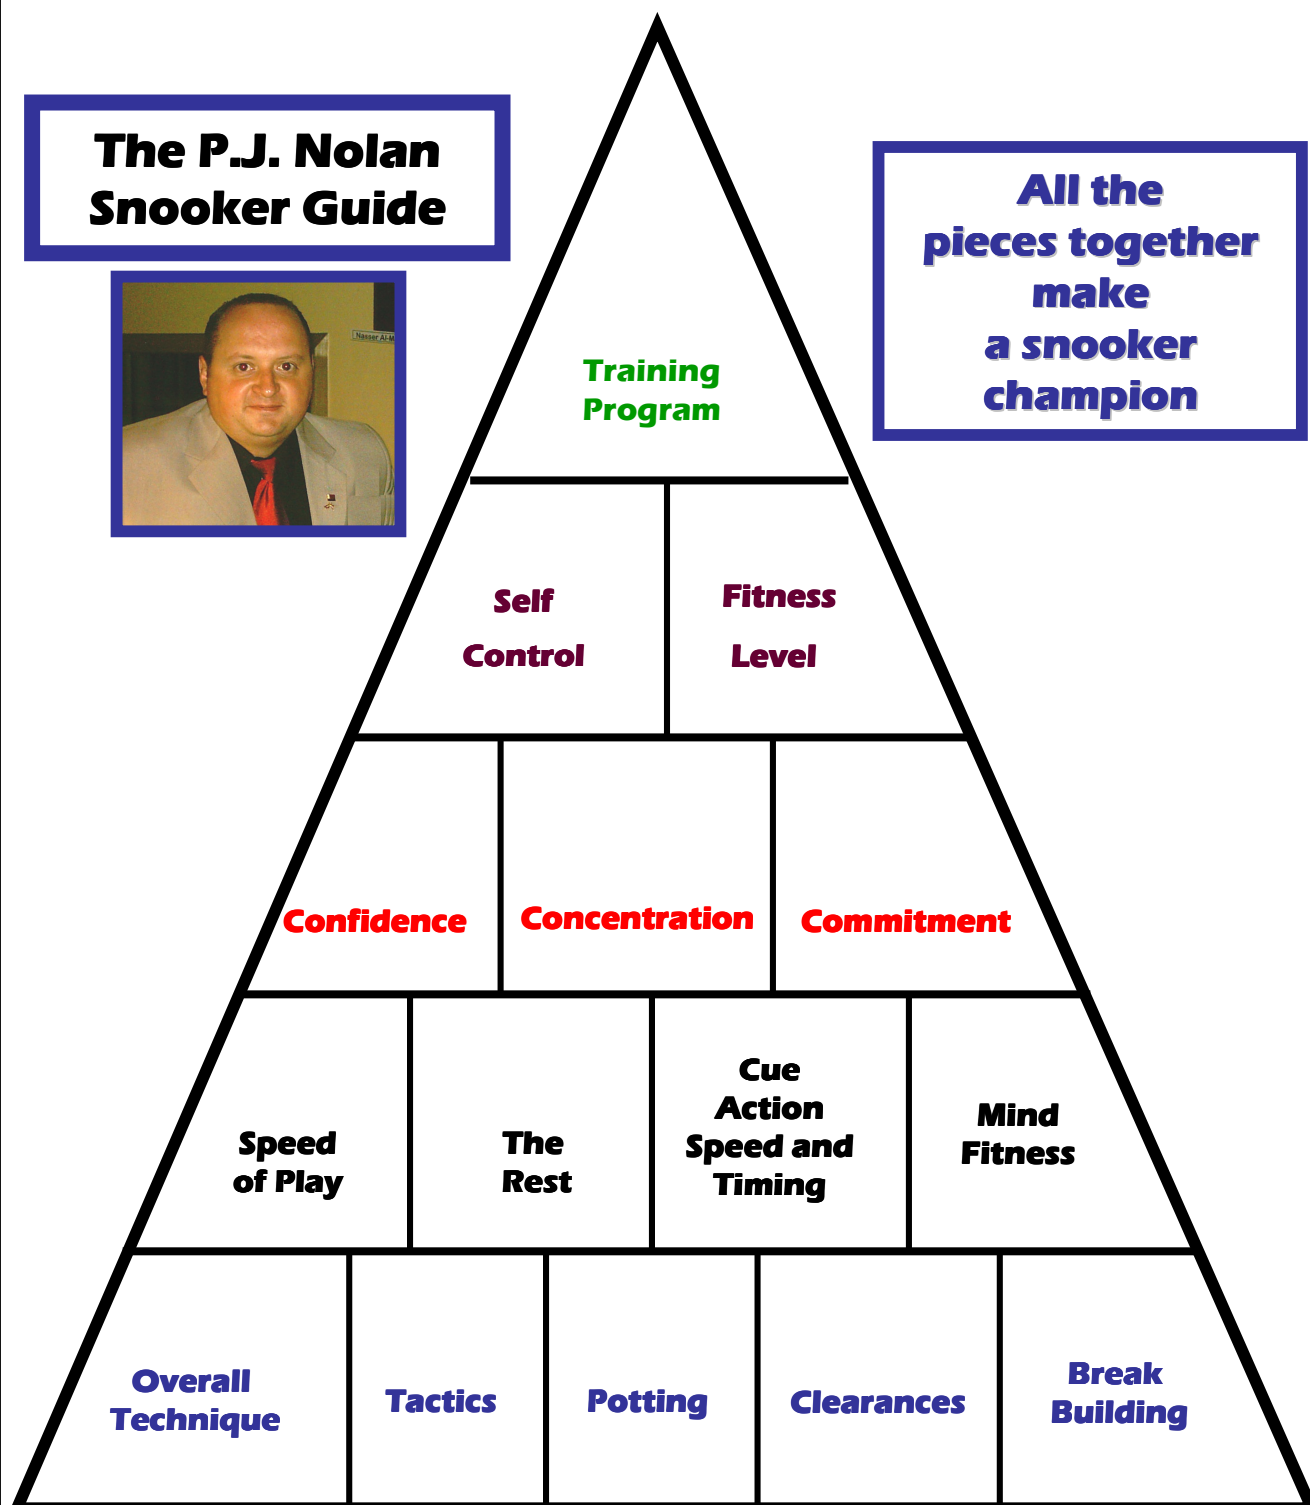 The P.J. Nolan
Snooker Guide
All the
pieces together
make
a snooker
champion
Nasser Al-M
Training
Program
Self
Control
Fitness
Level
Confidence
Concentration
Commitment
Speed
of Play
The
Rest
Cue
Action
Speed and
Timing
Mind
Fitness
Overall
Technique
Tactics
Potting
Clearances
Break
Building